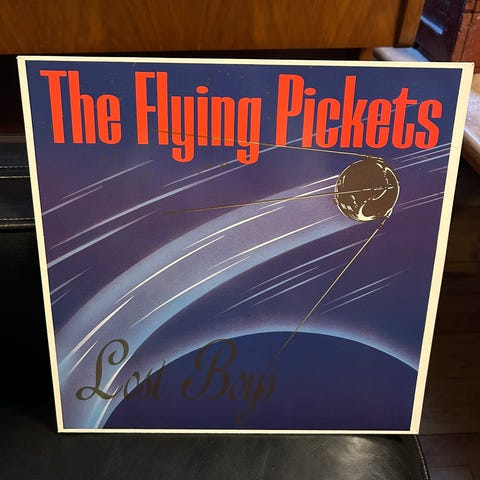 The Flying Pickets
Lost Boys